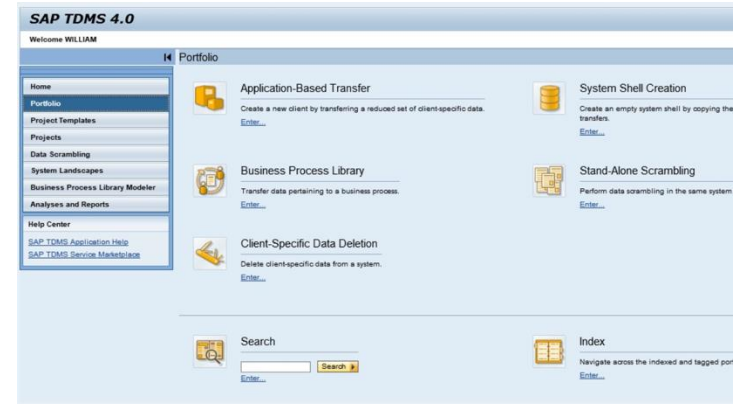 SAP TDMS 4.0
Welcome WILLIAM
Portfolio
Home
Portfolio
Project Templates
Projects
Data Scrambling
System Landscapes
Business Process Library Modeler
Analyses and Reports
Help Center
SAP TDMS Application Help
SAP TDMS Service Marketplace
Application-Based Transfer
Create a new client by transferring a reduced set of client-specific data.
Enter...
System Shell Creation
Create an empty system shell by copying the
transfers.
Enter...
Business Process Library
Transfer data pertaining to a business process.
Enter...
Stand-Alone Scrambling
Perform data scrambling in the same system
Enter...
Client-Specific Data Deletion
Delete client-specific data from a system.
Enter...
Search
Search
Enter...
Index
Navigate across the indexed and tagged por
Enter...